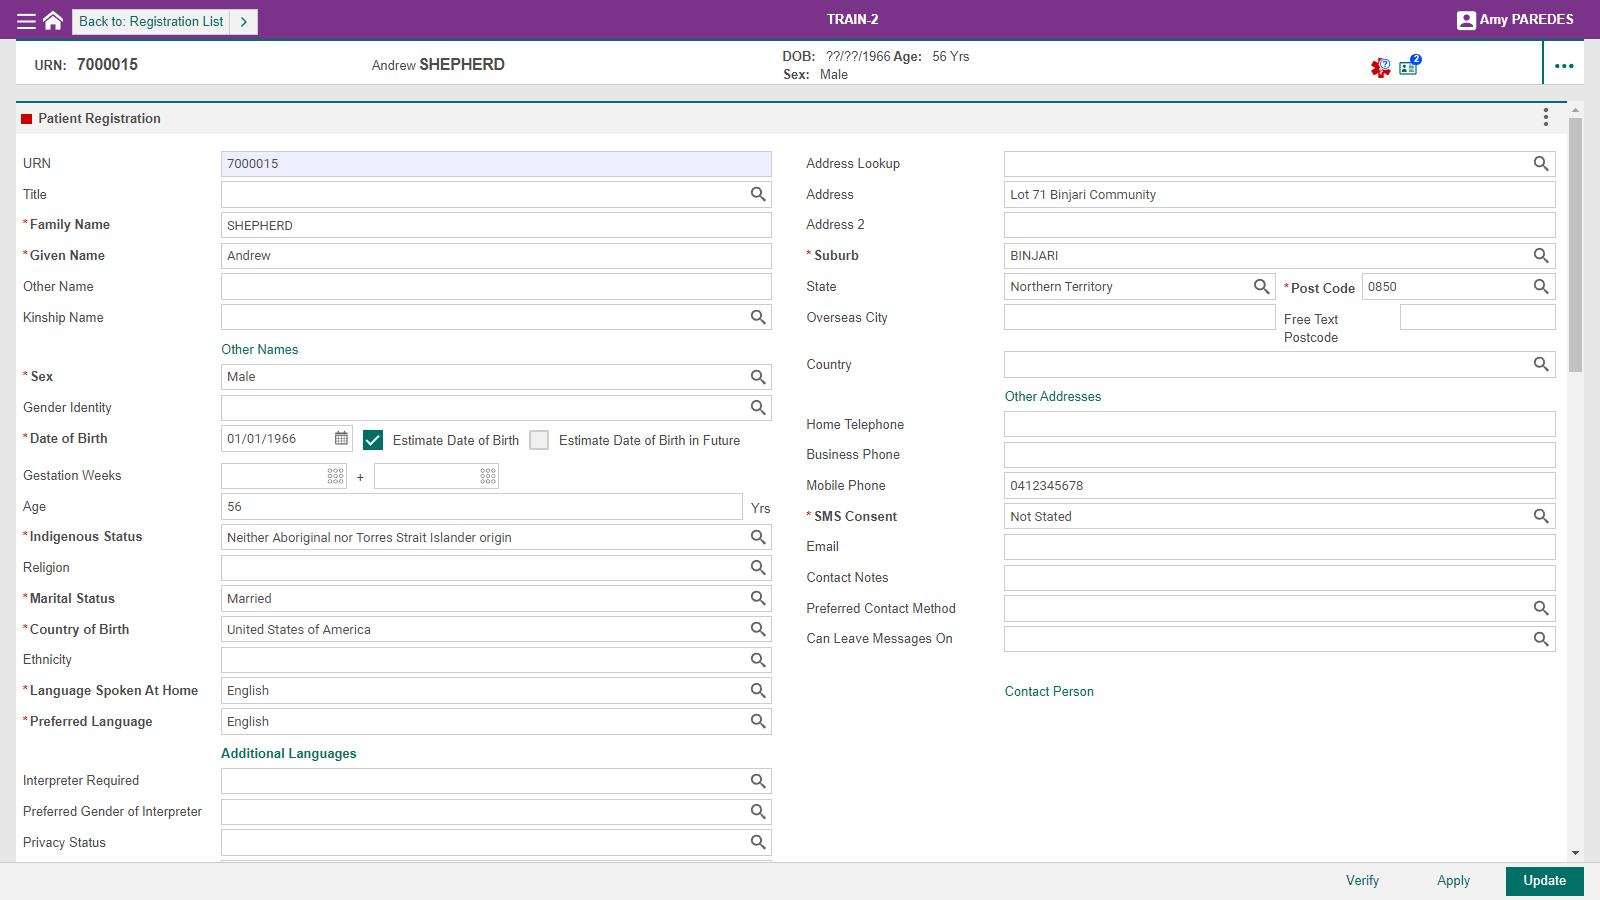 Back to: Registration List
TRAIN-2
Amy PAREDES
URN: 7000015
Andrew SHEPHERD
DOB: ??/??/1966 Age: 56 Yrs
Sex: Male
2
Patient Registration
URN 7000015
Title
*Family Name SHEPHERD
*Given Name Andrew
Other Name
Kinship Name
Other Names
*Sex Male
Gender Identity
*Date of Birth 01/01/1966 Estimate Date of Birth Estimate Date of Birth in Future
Gestation Weeks +
Age 56 Yrs
*Indigenous Status Neither Aboriginal nor Torres Strait Islander origin
Religion
*Marital Status Married
*Country of Birth United States of America
Ethnicity
*Language Spoken At Home English
*Preferred Language English
Additional Languages
Interpreter Required
Preferred Gender of Interpreter
Privacy Status
Address Lookup
Address Lot 71 Binjari Community
Address 2
*Suburb BINJARI
State Northern Territory *Post Code 0850
Overseas City Free Text
Postcode
Country
Other Addresses
Home Telephone
Business Phone
Mobile Phone 0412345678
*SMS Consent Not Stated
Email
Contact Notes
Preferred Contact Method
Can Leave Messages On
Contact Person
Verify Apply Update